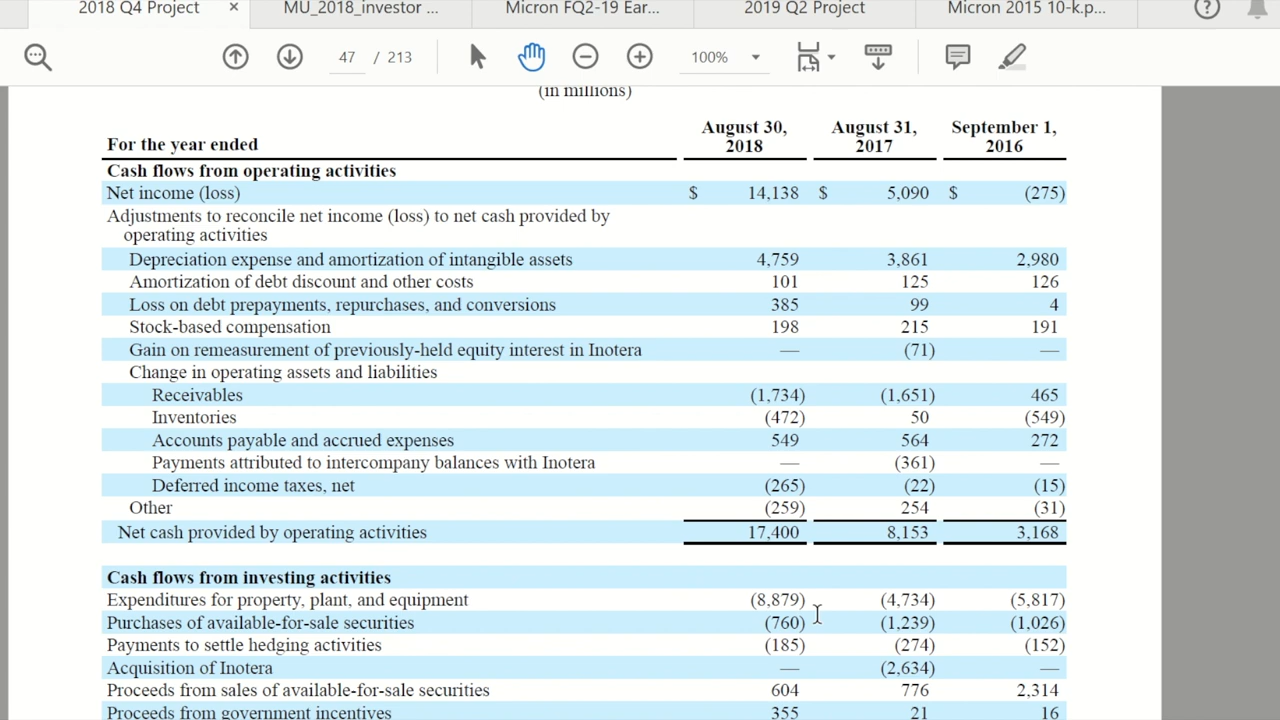 2018 Q4 Project × MU_2018_investor ... Micron FQ2-19 Ear... 2019 Q2 Project Micron 2015 10-k.p... ?
47 / 213 100%
(in millions)
August 30, August 31, September 1,
For the year ended 2018 2017 2016
Cash flows from operating activities
Net income (loss) $ 14,138 $ 5,090 $ (275)
Adjustments to reconcile net income (loss) to net cash provided by
operating activities
Depreciation expense and amortization of intangible assets 4,759 3,861 2,980
Amortization of debt discount and other costs 101 125 126
Loss on debt prepayments, repurchases, and conversions 385 99 4
Stock-based compensation 198 215 191
Gain on remeasurement of previously-held equity interest in Inotera — (71) —
Change in operating assets and liabilities
Receivables (1,734) (1,651) 465
Inventories (472) 50 (549)
Accounts payable and accrued expenses 549 564 272
Payments attributed to intercompany balances with Inotera — (361) —
Deferred income taxes, net (265) (22) (15)
Other (259) 254 (31)
Net cash provided by operating activities 17,400 8,153 3,168
Cash flows from investing activities
Expenditures for property, plant, and equipment (8,879) (4,734) (5,817)
Purchases of available-for-sale securities (760) (1,239) (1,026)
Payments to settle hedging activities (185) (274) (152)
Acquisition of Inotera — (2,634) —
Proceeds from sales of available-for-sale securities 604 776 2,314
Proceeds from government incentives 355 21 16